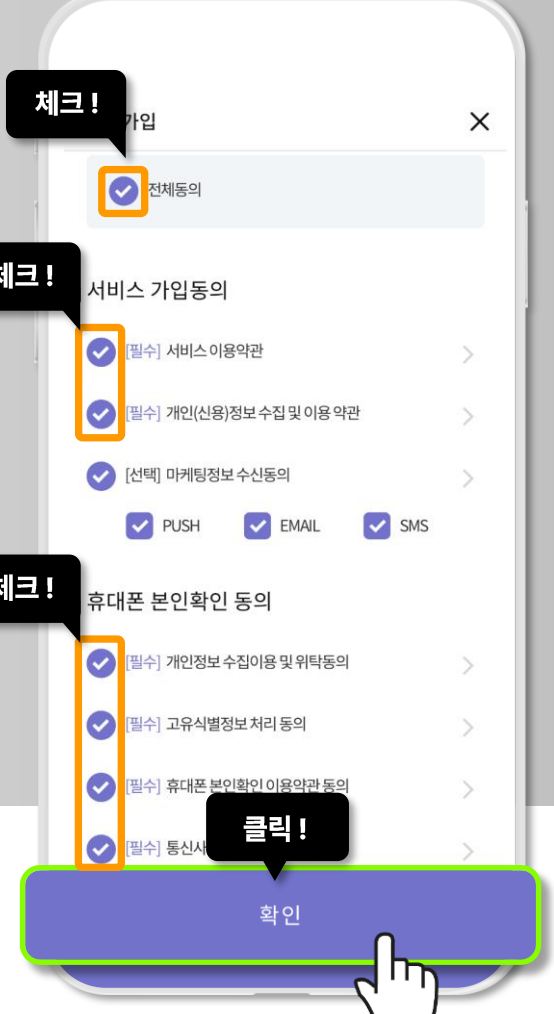 체크 !
가입
전체동의
체크 !
서비스 가입동의
[필수] 서비스 이용약관
[필수] 개인(신용)정보 수집 및 이용 약관
[선택] 마케팅정보 수신동의
PUSH EMAIL SMS
체크 !
휴대폰 본인확인 동의
[필수] 개인정보 수집이용 및 위탁동의
[필수] 고유식별정보 처리 동의
[필수] 휴대폰 본인확인 이용약관 동의
클릭 !
[필수] 통신사
확인